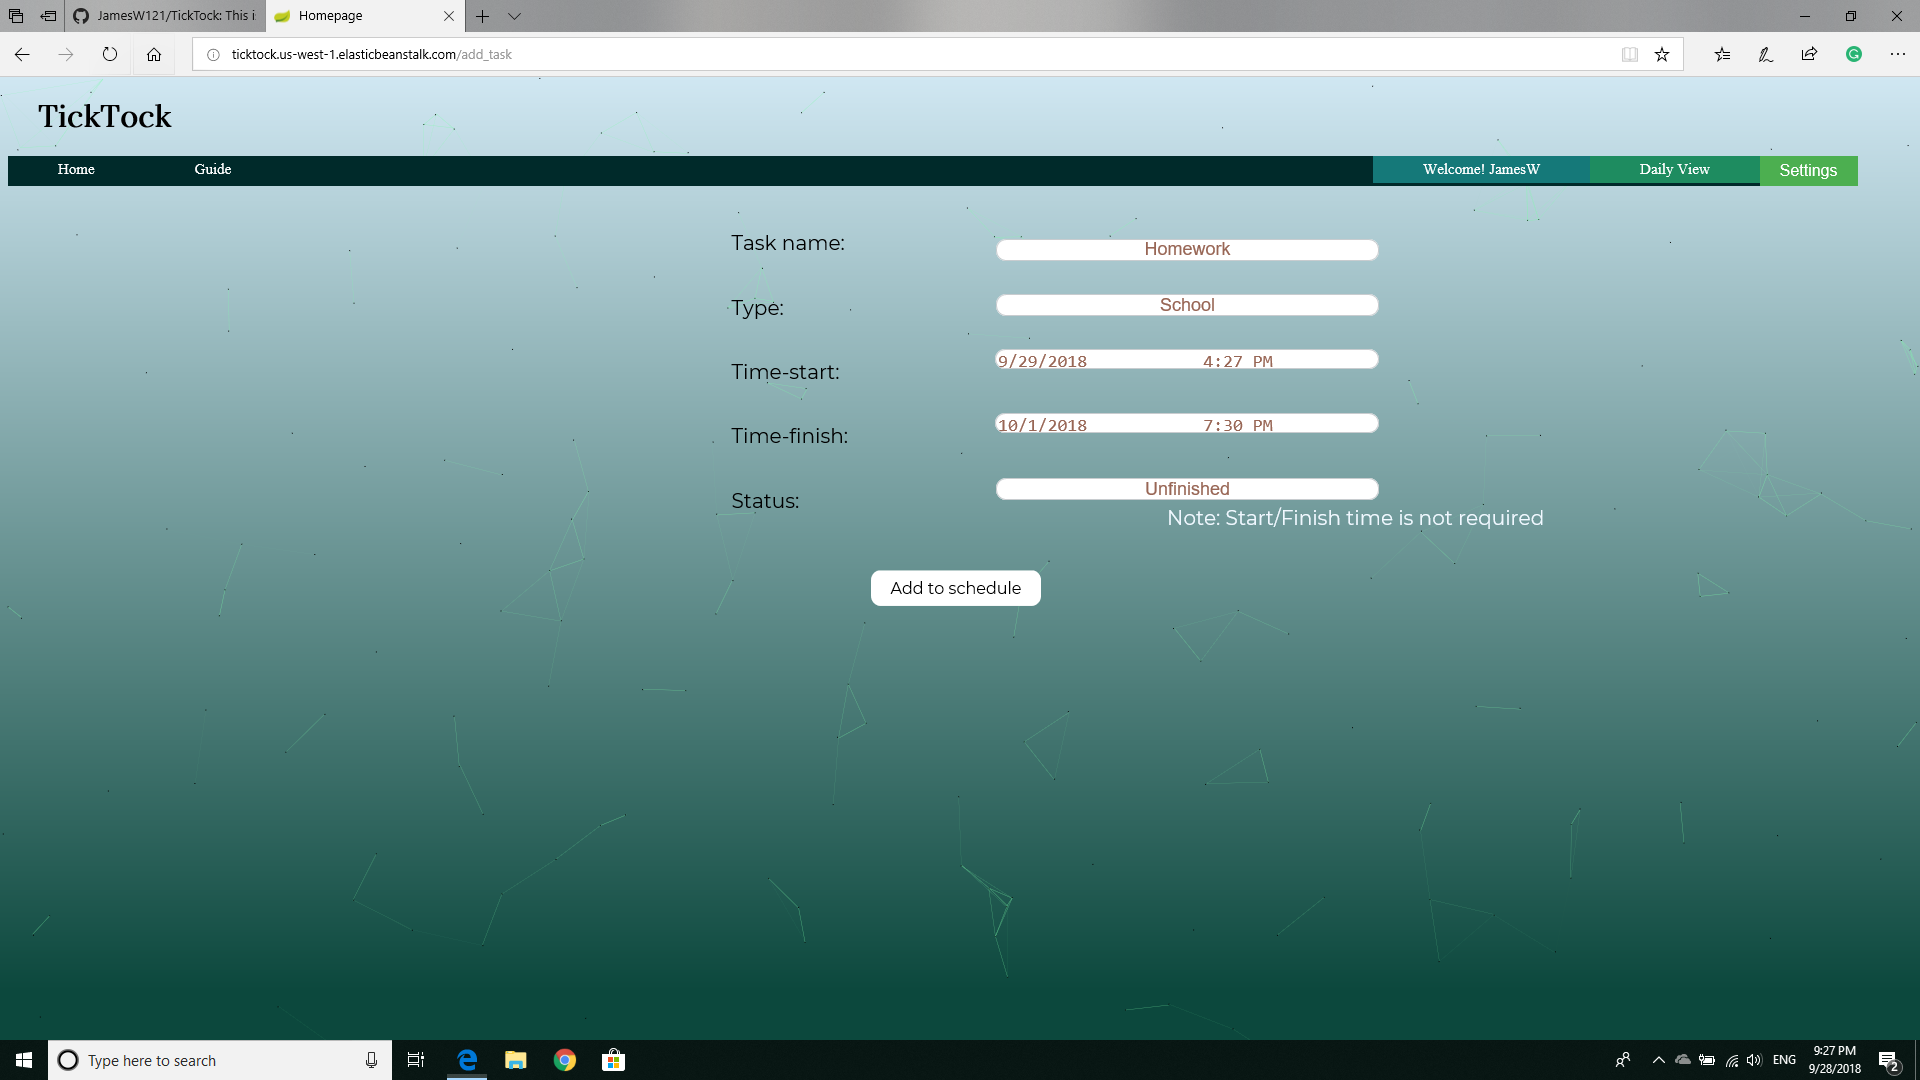 JamesW121/TickTock: This i
Homepage
ticktock.us-west-1.elasticbeanstalk.com/add_task
TickTock
Home Guide Welcome! JamesW Daily View Settings
Task name: Homework
Type: School
Time-start: 9/29/2018 4:27 PM
Time-finish: 10/1/2018 7:30 PM
Status: Unfinished
Note: Start/Finish time is not required
Add to schedule
Type here to search
ENG
9:27 PM
9/28/2018
2